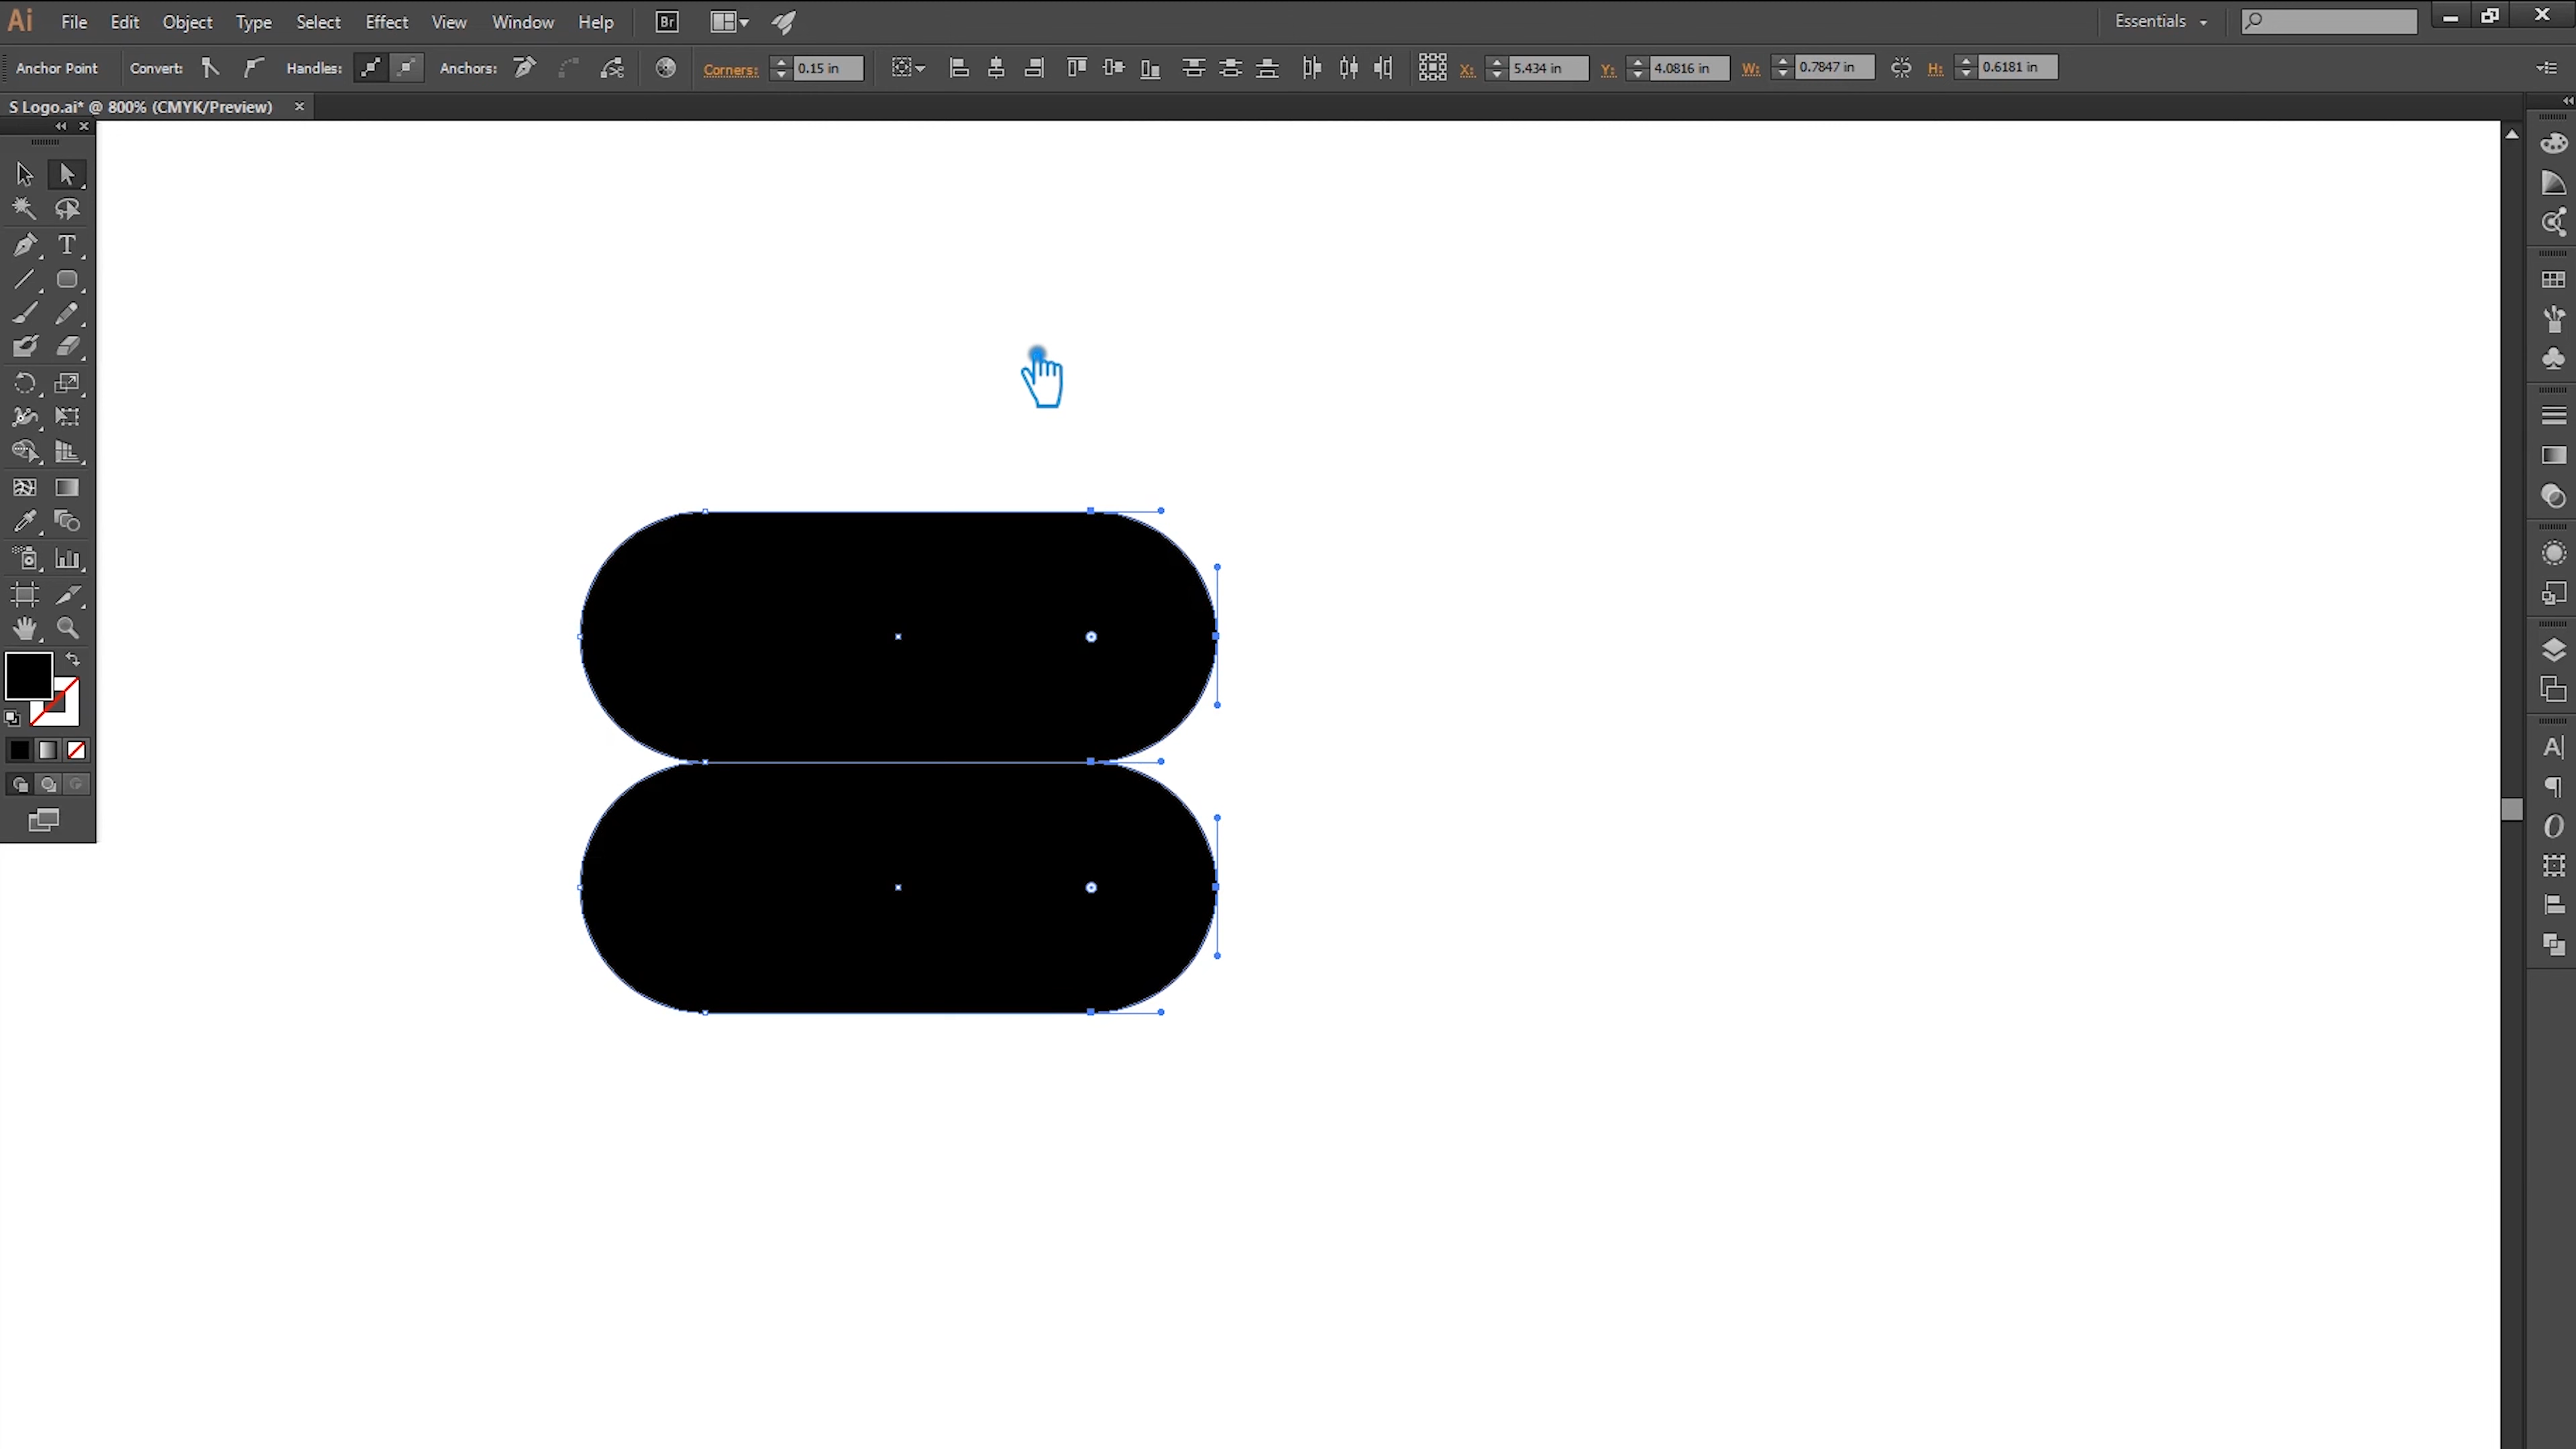 Ai File Edit Object Type Select Effect View Window Help Br Essentials
Anchor Point Convert: Handles: Anchors: Corners: 0.15 in X: 5.434 in Y: 4.0816 in W: 0.7847 in H: 0.6181 in
S Logo.ai* @ 800% (CMYK/Preview)